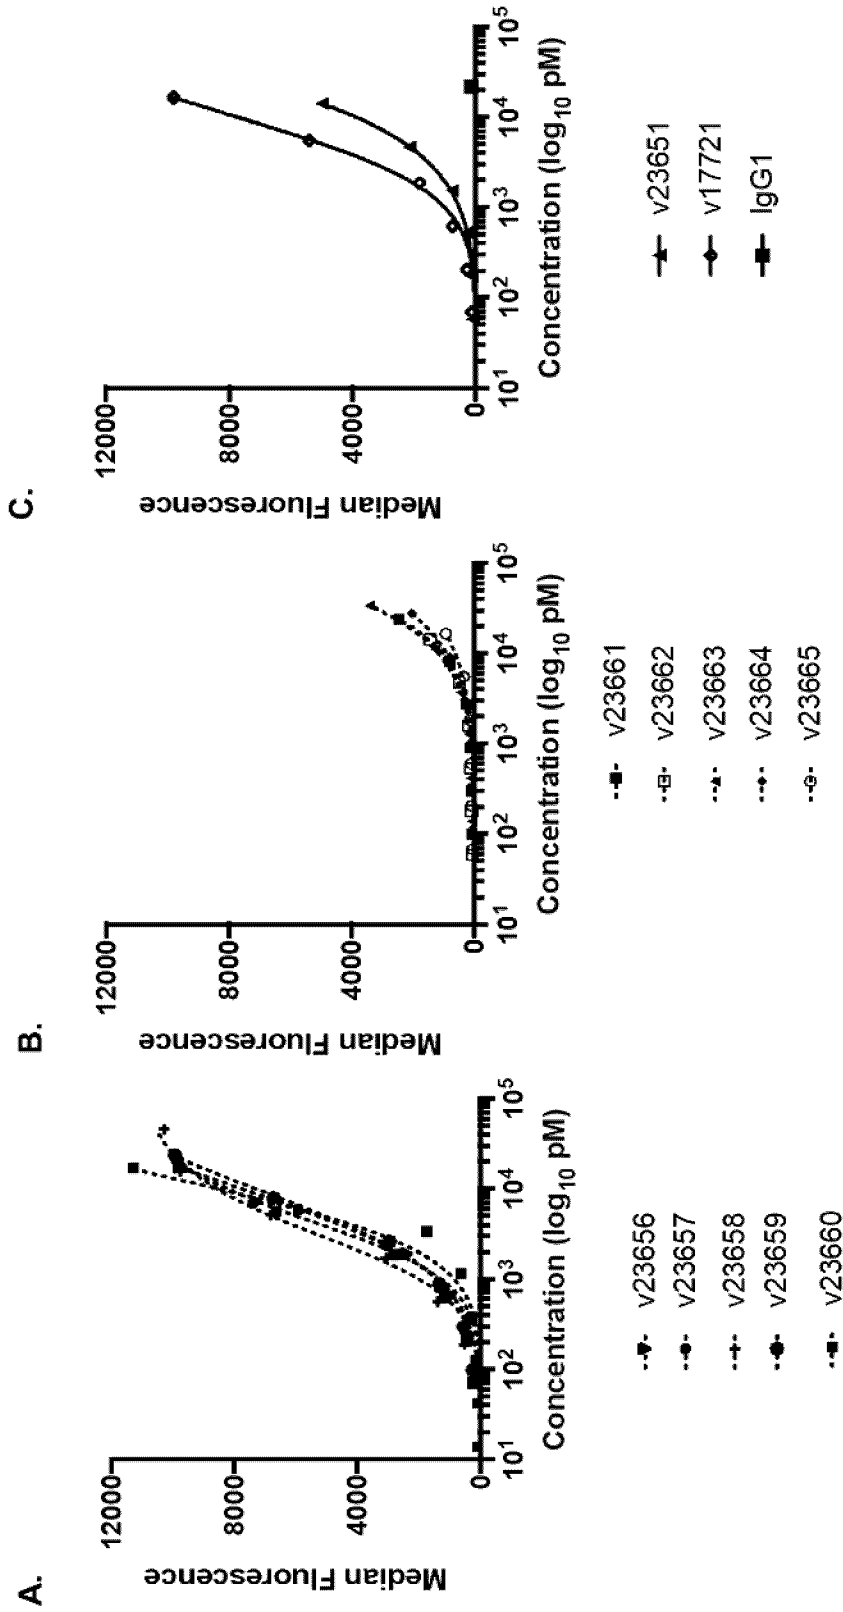 A.
Median Fluorescence
12000
8000
4000
0
10^1 10^2 10^3 10^4 10^5
Concentration (log10 pM)
v23656
v23657
v23658
v23659
v23660
B.
Median Fluorescence
12000
8000
4000
0
10^1 10^2 10^3 10^4 10^5
Concentration (log10 pM)
v23661
v23662
v23663
v23664
v23665
C.
Median Fluorescence
12000
8000
4000
0
10^1 10^2 10^3 10^4 10^5
Concentration (log10 pM)
v23651
v17721
IgG1